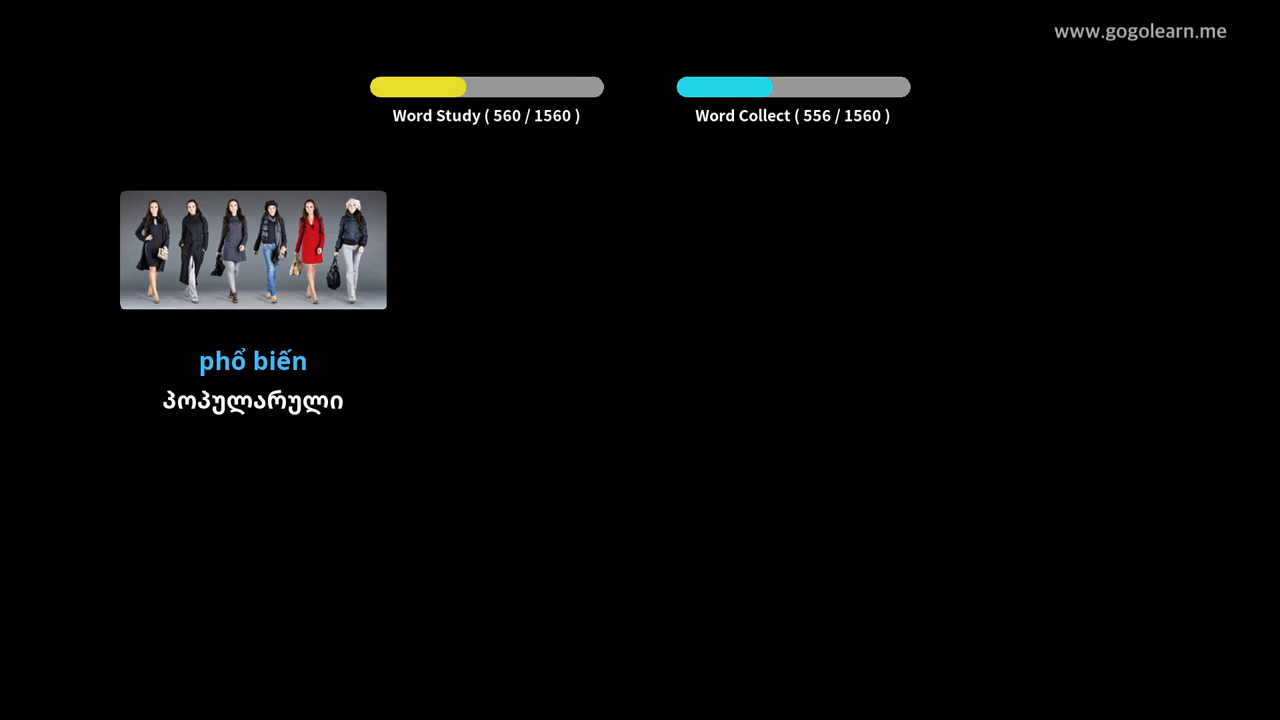 www.gogolearn.me
Word Study ( 560 / 1560 )
Word Collect ( 556 / 1560 )
phổ biến
პოპულარული